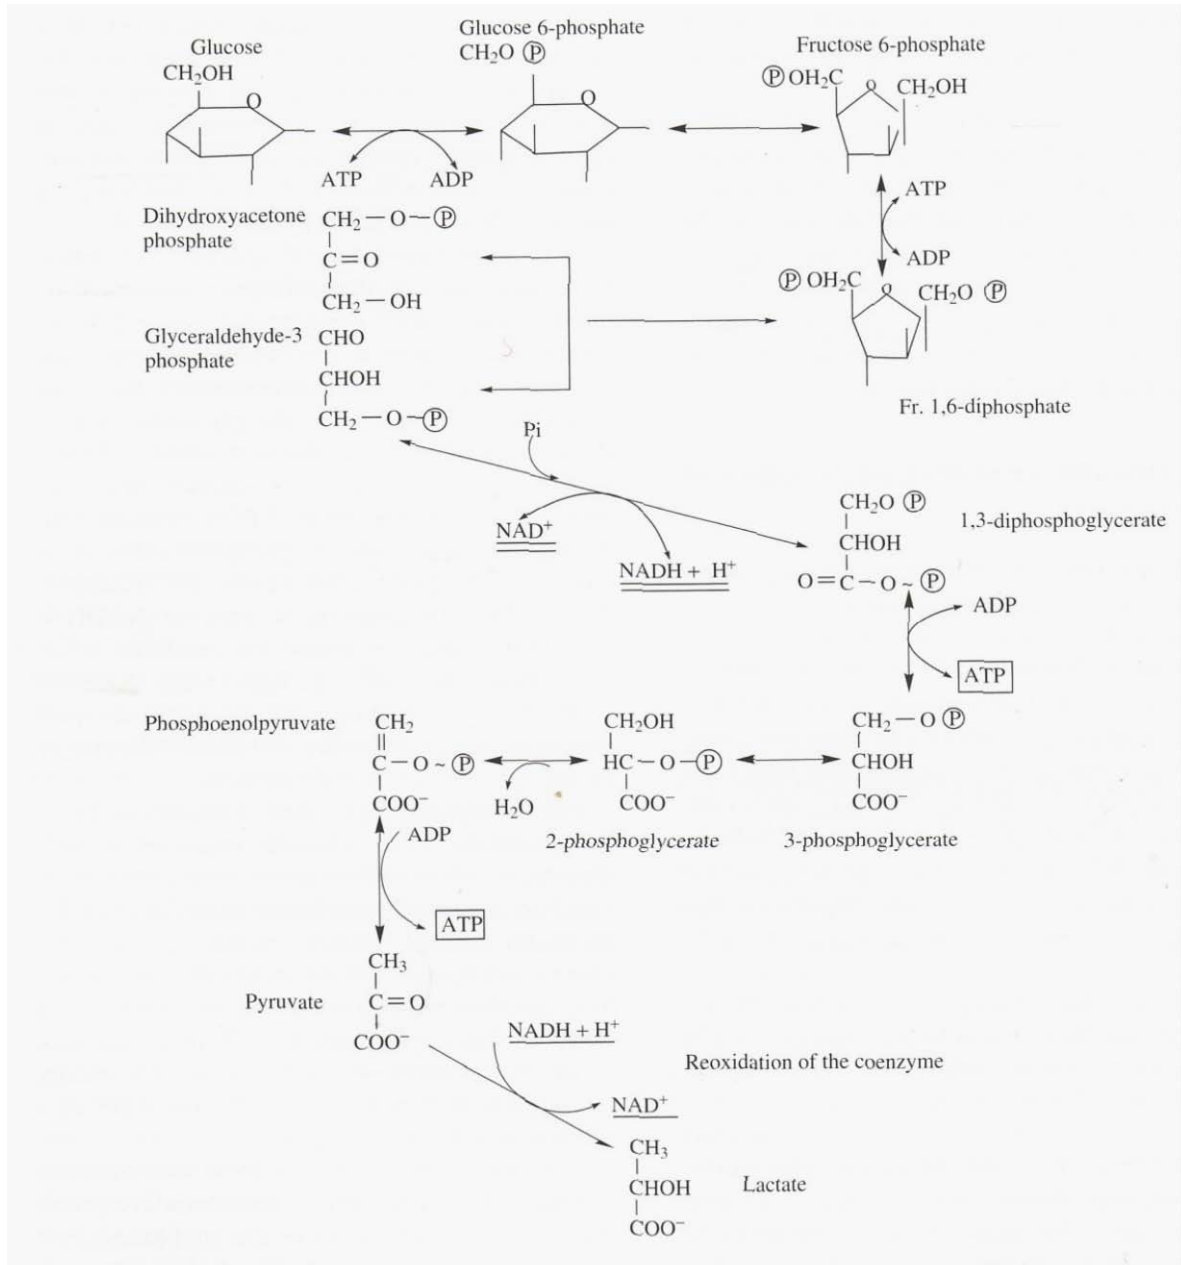 Glucose
CH₂OH
O
Glucose 6-phosphate
CH₂O Ⓟ
O
Fructose 6-phosphate
Ⓟ OH₂C
O
CH₂OH
ATP
ADP
ATP
ADP
Dihydroxyacetone
phosphate
CH₂—O—Ⓟ
C=O
CH₂—OH
Glyceraldehyde-3
phosphate
CHO
CHOH
CH₂—O—Ⓟ
Ⓟ OH₂C
O
CH₂O Ⓟ
Fr. 1,6-diphosphate
Pi
NAD⁺
NADH + H⁺
CH₂O Ⓟ
1,3-diphosphoglycerate
CHOH
O=C—O~Ⓟ
ADP
ATP
Phosphoenolpyruvate
CH₂
C—O~Ⓟ
COO⁻
H₂O
CH₂OH
HC—O—Ⓟ
COO⁻
2-phosphoglycerate
CH₂—O Ⓟ
CHOH
COO⁻
3-phosphoglycerate
ADP
ATP
Pyruvate
CH₃
C=O
COO⁻
NADH + H⁺
Reoxidation of the coenzyme
NAD⁺
CH₃
CHOH
COO⁻
Lactate